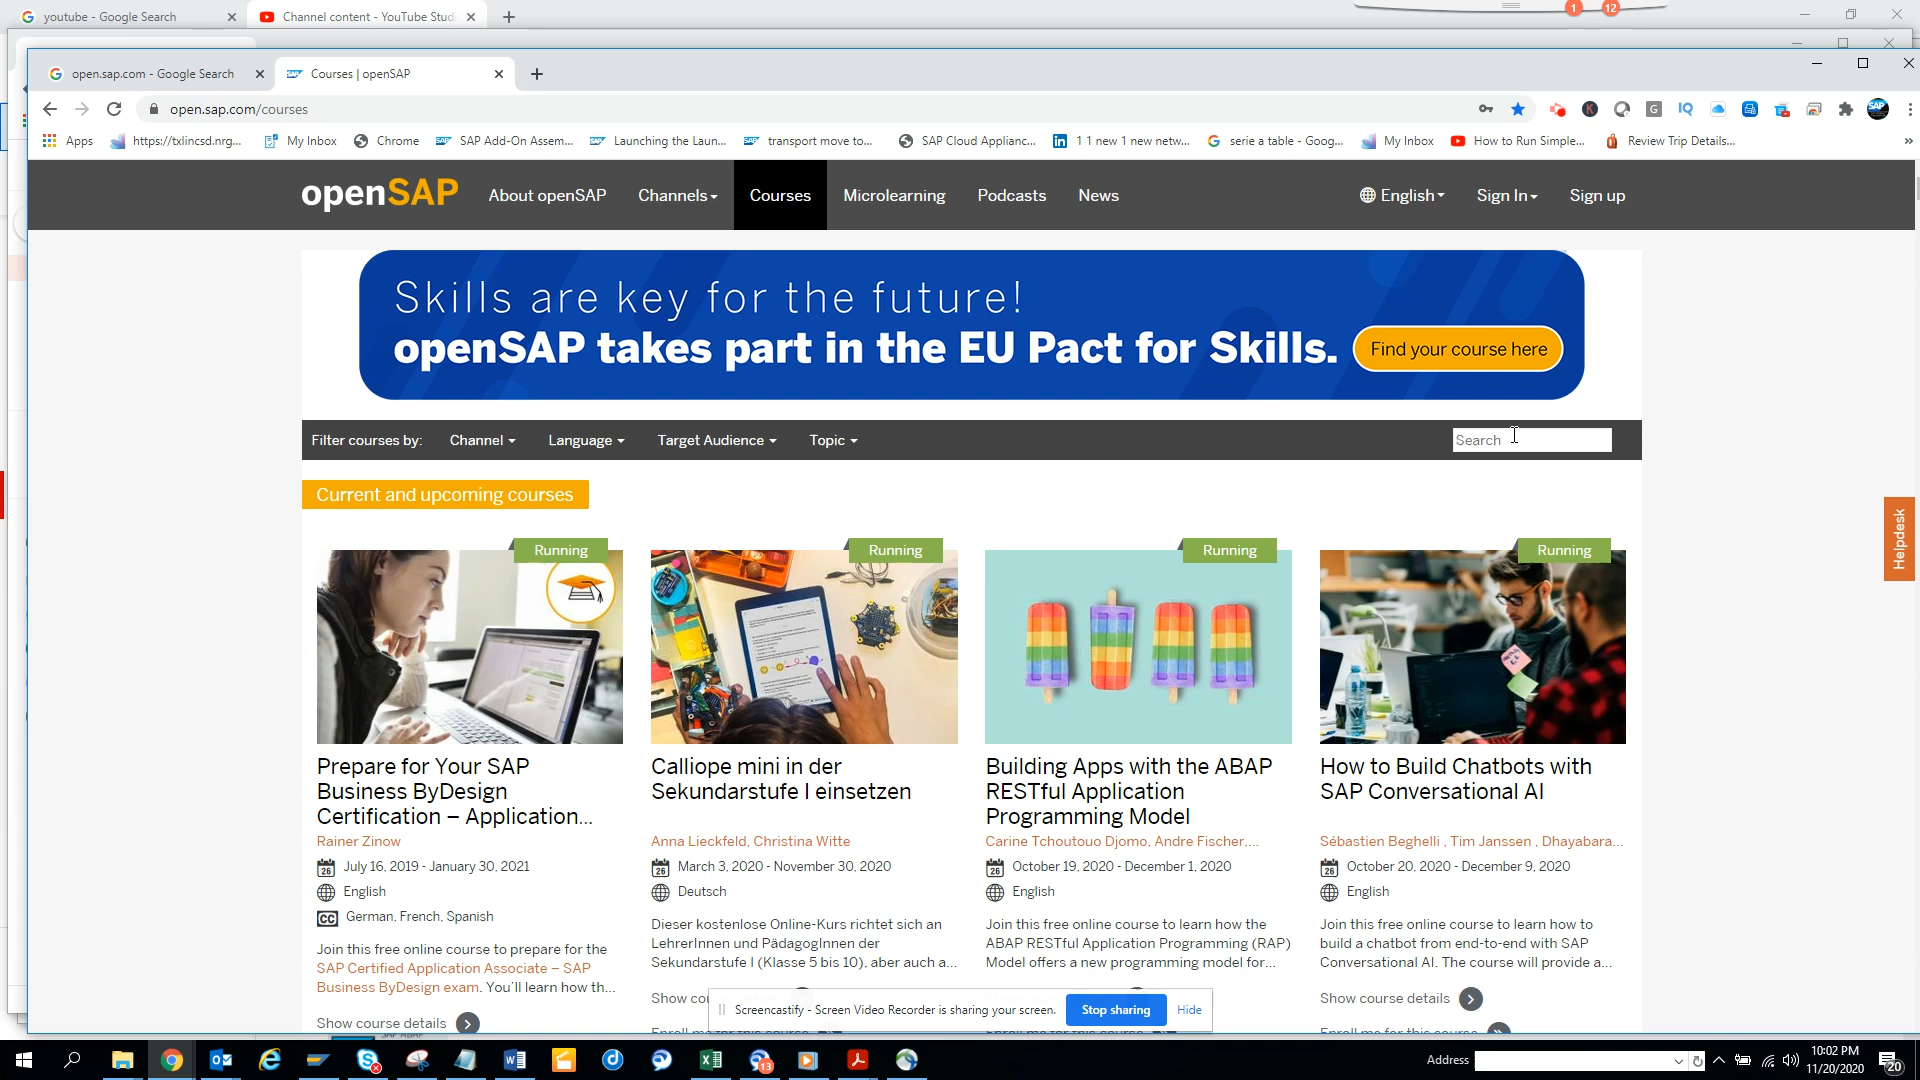 youtube - Google Search
Channel content - YouTube Studi
1
12
open.sap.com - Google Search
Courses | openSAP
open.sap.com/courses
Apps
https://txlincsd.nrg...
My Inbox
Chrome
SAP Add-On Assem...
Launching the Laun...
transport move to...
SAP Cloud Applianc...
1 1 new 1 new netw...
serie a table - Goog...
My Inbox
How to Run Simple...
Review Trip Details...
openSAP
About openSAP
Channels
Courses
Microlearning
Podcasts
News
English
Sign In
Sign up
Skills are key for the future!
openSAP takes part in the EU Pact for Skills.
Find your course here
Filter courses by:
Channel
Language
Target Audience
Topic
Search
Helpdesk
Current and upcoming courses
Running
Running
Running
Running
Prepare for Your SAP
Business ByDesign
Certification – Application...
Rainer Zinow
July 16, 2019 - January 30, 2021
English
CC German, French, Spanish
Join this free online course to prepare for the
SAP Certified Application Associate – SAP
Business ByDesign exam. You'll learn how th...
Show course details
Calliope mini in der
Sekundarstufe I einsetzen
Anna Lieckfeld, Christina Witte
March 3, 2020 - November 30, 2020
Deutsch
Dieser kostenlose Online-Kurs richtet sich an
LehrerInnen und PädagogInnen der
Sekundarstufe I (Klasse 5 bis 10), aber auch a...
Show cou
Building Apps with the ABAP
RESTful Application
Programming Model
Carine Tchoutouo Djomo, Andre Fischer,...
October 19, 2020 - December 1, 2020
English
Join this free online course to learn how the
ABAP RESTful Application Programming (RAP)
Model offers a new programming model for...
How to Build Chatbots with
SAP Conversational AI
Sébastien Beghelli , Tim Janssen , Dhayabara...
October 20, 2020 - December 9, 2020
English
Join this free online course to learn how to
build a chatbot from end-to-end with SAP
Conversational AI. The course will provide a...
Show course details
Enroll me for this course
Screencastify - Screen Video Recorder is sharing your screen.
Stop sharing
Hide
Address
10:02 PM
11/20/2020
13
20